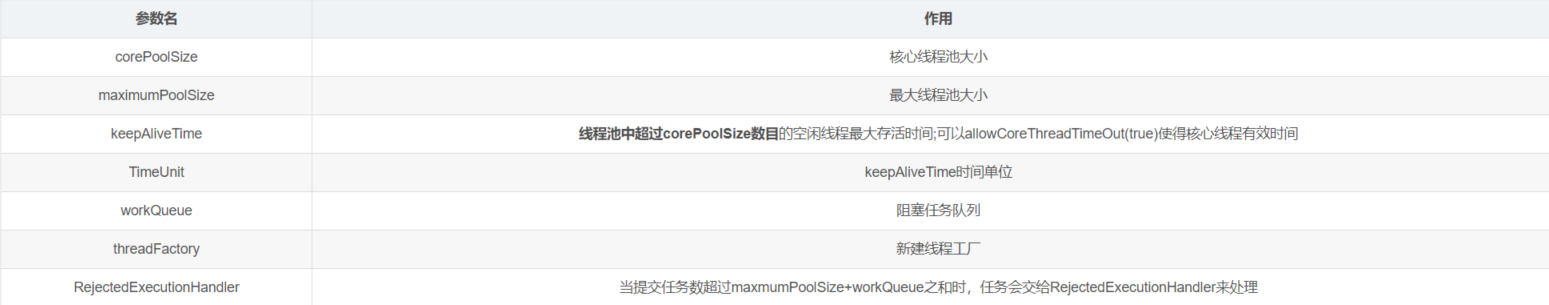 参数名 作用
corePoolSize 核心线程池大小
maximumPoolSize 最大线程池大小
keepAliveTime 线程池中超过corePoolSize数目的空闲线程最大存活时间;可以allowCoreThreadTimeOut(true)使得核心线程有效时间
TimeUnit keepAliveTime时间单位
workQueue 阻塞任务队列
threadFactory 新建线程工厂
RejectedExecutionHandler 当提交任务数超过maxmumPoolSize+workQueue之和时，任务会交给RejectedExecutionHandler来处理